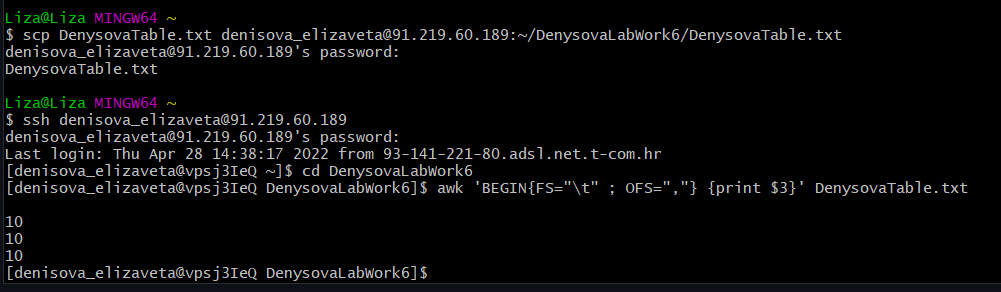 Liza@Liza MINGW64 ~
$ scp DenysovaTable.txt denisova_elizaveta@91.219.60.189:~/DenysovaLabWork6/DenysovaTable.txt
denisova_elizaveta@91.219.60.189's password:
DenysovaTable.txt
Liza@Liza MINGW64 ~
$ ssh denisova_elizaveta@91.219.60.189
denisova_elizaveta@91.219.60.189's password:
Last login: Thu Apr 28 14:38:17 2022 from 93-141-221-80.adsl.net.t-com.hr
[denisova_elizaveta@vpsj3IeQ ~]$ cd DenysovaLabWork6
[denisova_elizaveta@vpsj3IeQ DenysovaLabWork6]$ awk 'BEGIN{FS="\t" ; OFS=","} {print $3}' DenysovaTable.txt
10
10
10
[denisova_elizaveta@vpsj3IeQ DenysovaLabWork6]$